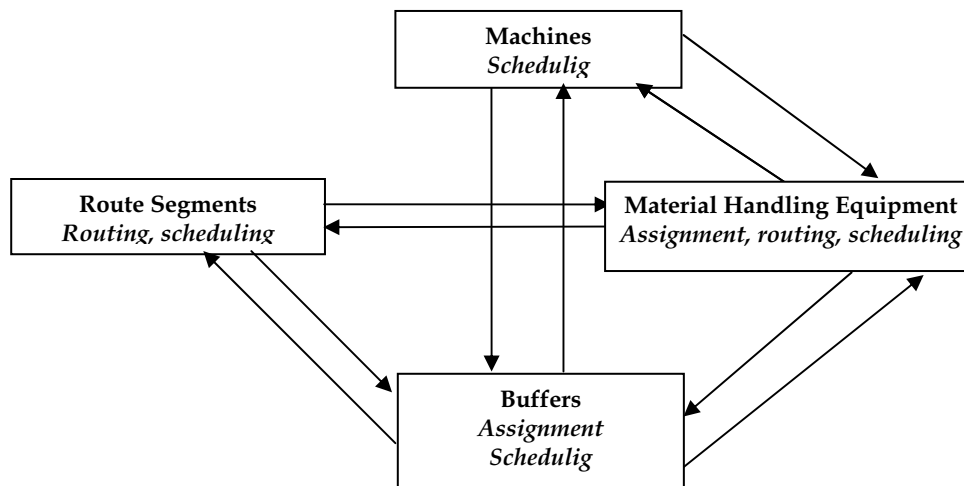 Machines
Schedulig
Route Segments
Routing, scheduling
Material Handling Equipment
Assignment, routing, scheduling
Buffers
Assignment
Schedulig